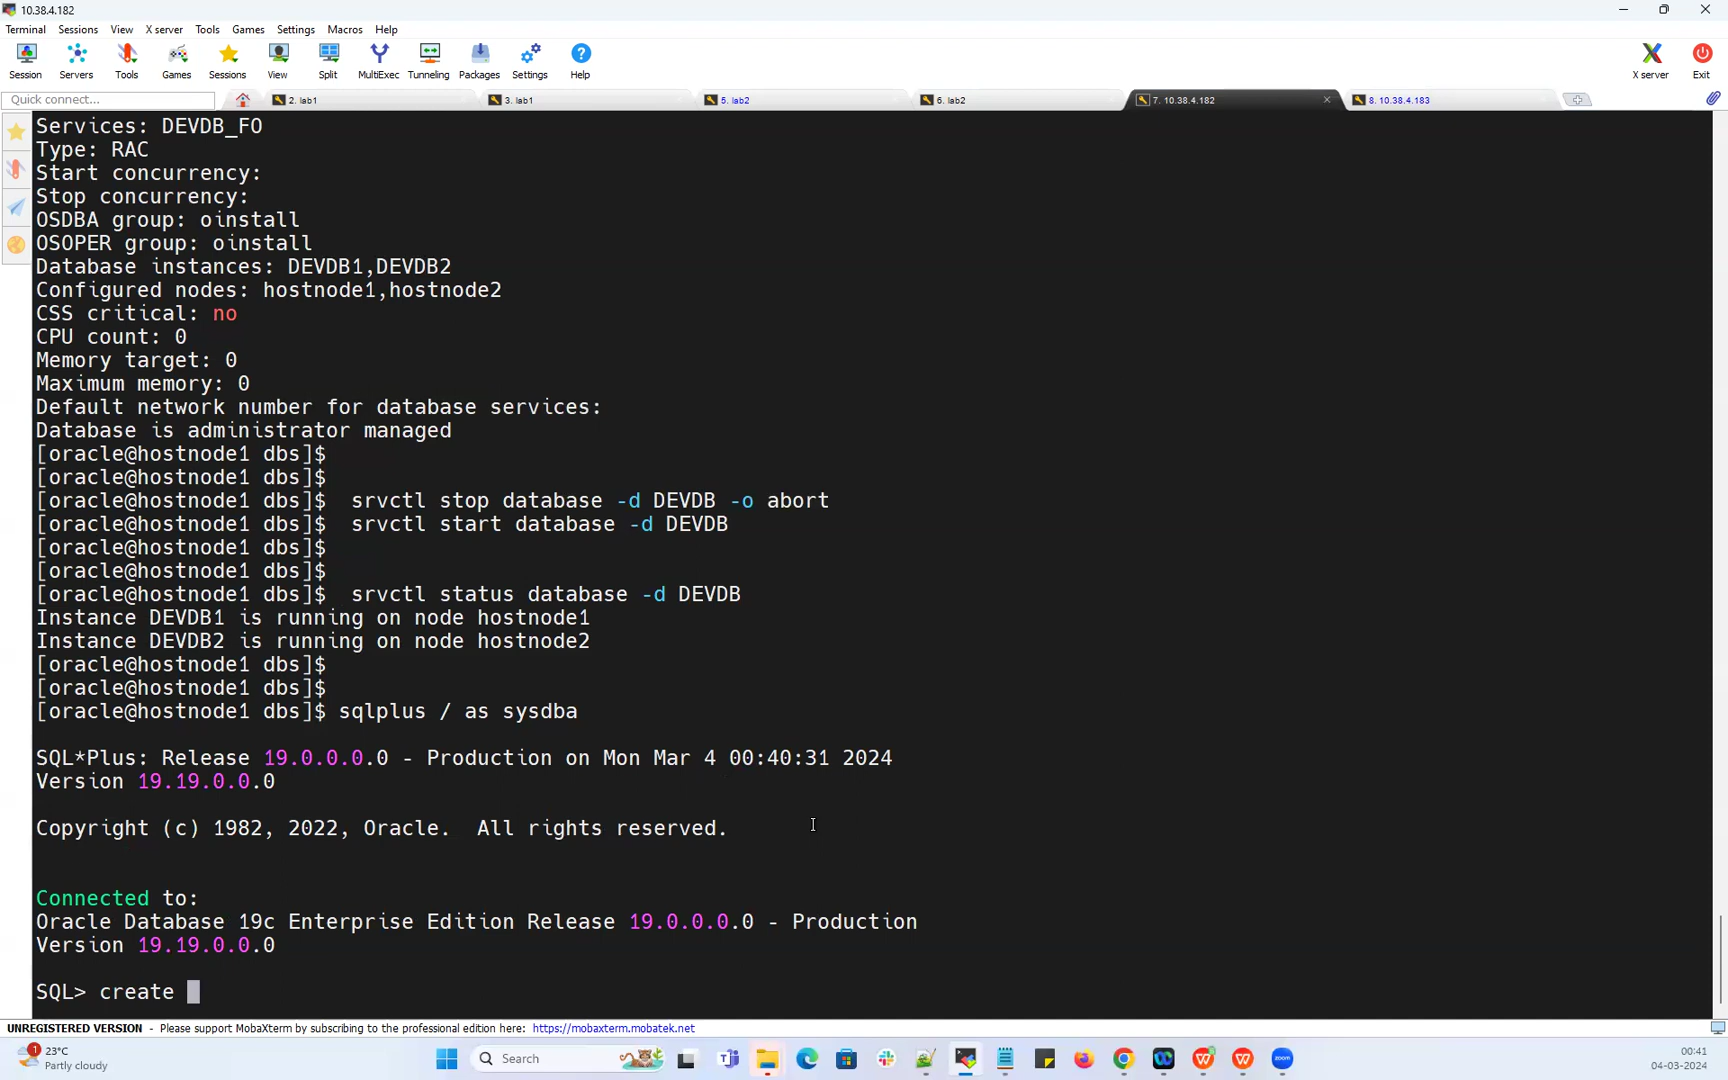 10.38.4.182
Terminal Sessions View X server Tools Games Settings Macros Help
Session Servers Tools Games Sessions View Split MultiExec Tunneling Packages Settings Help X server Exit
Quick connect... 2. lab1 3. lab1 5. lab2 6. lab2 7. 10.38.4.182 8. 10.38.4.183
Services: DEVDB_FO
Type: RAC
Start concurrency:
Stop concurrency:
OSDBA group: oinstall
OSOPER group: oinstall
Database instances: DEVDB1,DEVDB2
Configured nodes: hostnode1,hostnode2
CSS critical: no
CPU count: 0
Memory target: 0
Maximum memory: 0
Default network number for database services:
Database is administrator managed
[oracle@hostnode1 dbs]$
[oracle@hostnode1 dbs]$
[oracle@hostnode1 dbs]$  srvctl stop database -d DEVDB -o abort
[oracle@hostnode1 dbs]$  srvctl start database -d DEVDB
[oracle@hostnode1 dbs]$
[oracle@hostnode1 dbs]$
[oracle@hostnode1 dbs]$  srvctl status database -d DEVDB
Instance DEVDB1 is running on node hostnode1
Instance DEVDB2 is running on node hostnode2
[oracle@hostnode1 dbs]$
[oracle@hostnode1 dbs]$
[oracle@hostnode1 dbs]$ sqlplus / as sysdba
SQL*Plus: Release 19.0.0.0.0 - Production on Mon Mar 4 00:40:31 2024
Version 19.19.0.0.0
Copyright (c) 1982, 2022, Oracle.  All rights reserved.
Connected to:
Oracle Database 19c Enterprise Edition Release 19.0.0.0.0 - Production
Version 19.19.0.0.0
SQL> create
UNREGISTERED VERSION - Please support MobaXterm by subscribing to the professional edition here: https://mobaxterm.mobatek.net
1 23°C
Partly cloudy
Search
zoom
00:41
04-03-2024